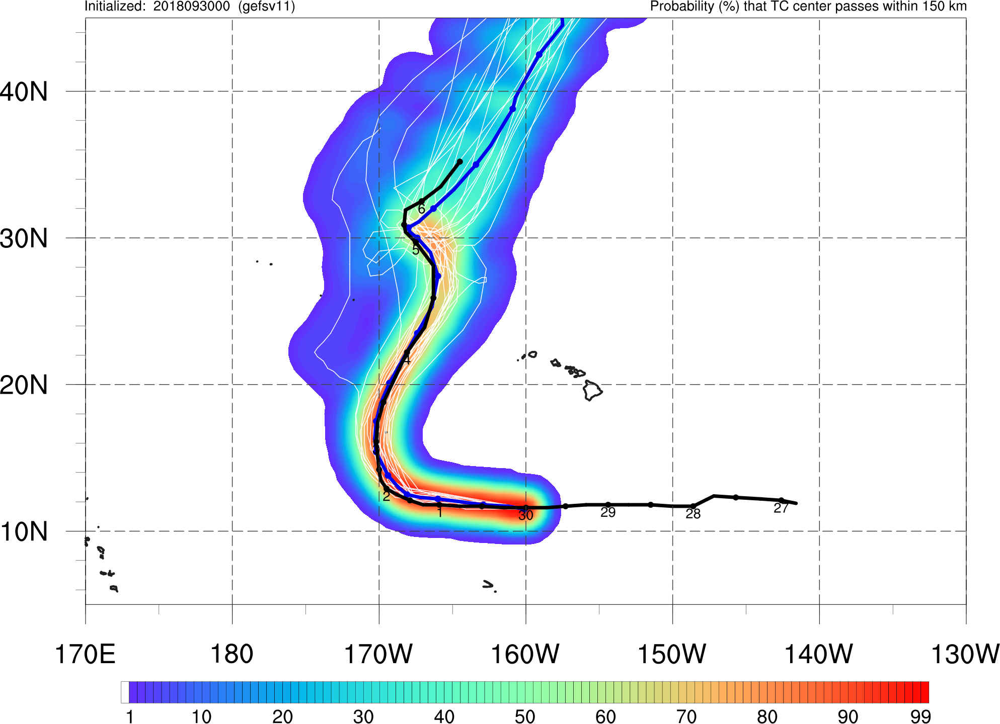 Initialized:  2018093000  (gefsv11)
Probability (%) that TC center passes within 150 km
40N
30N
20N
10N
6
5
4
2
1
30
29
28
27
170E
180
170W
160W
150W
140W
130W
1
10
20
30
40
50
60
70
80
90
99